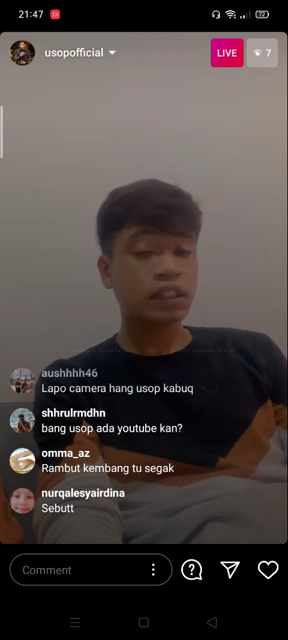 21:47
72
usopofficial
LIVE
7
aushhhh46
Lapo camera hang usop kabuq
shhrulrmdhn
bang usop ada youtube kan?
omma_az
Rambut kembang tu segak
nurqalesyairdina
Sebutt
Comment